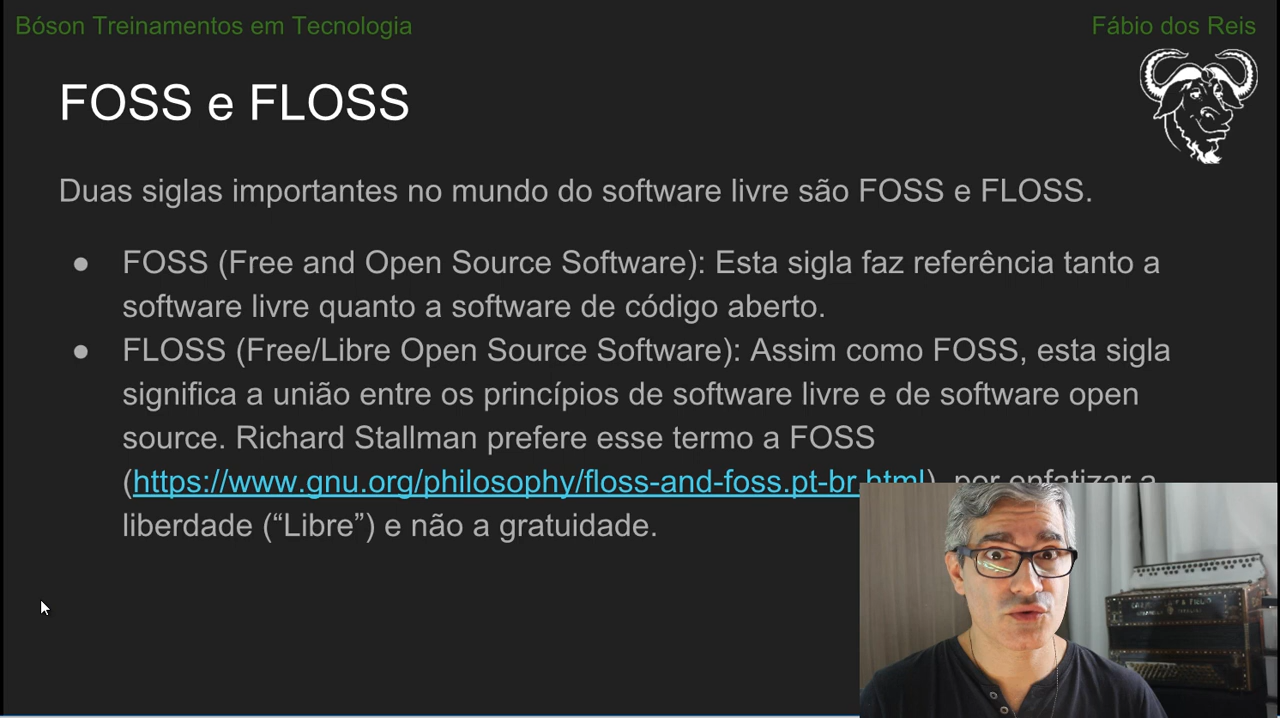 Bóson Treinamentos em Tecnologia
Fábio dos Reis
FOSS e FLOSS
Duas siglas importantes no mundo do software livre são FOSS e FLOSS.
● FOSS (Free and Open Source Software): Esta sigla faz referência tanto a
software livre quanto a software de código aberto.
● FLOSS (Free/Libre Open Source Software): Assim como FOSS, esta sigla
significa a união entre os princípios de software livre e de software open
source. Richard Stallman prefere esse termo a FOSS
(https://www.gnu.org/philosophy/floss-and-foss.pt-br.html), por enfatizar a
liberdade (“Libre”) e não a gratuidade.